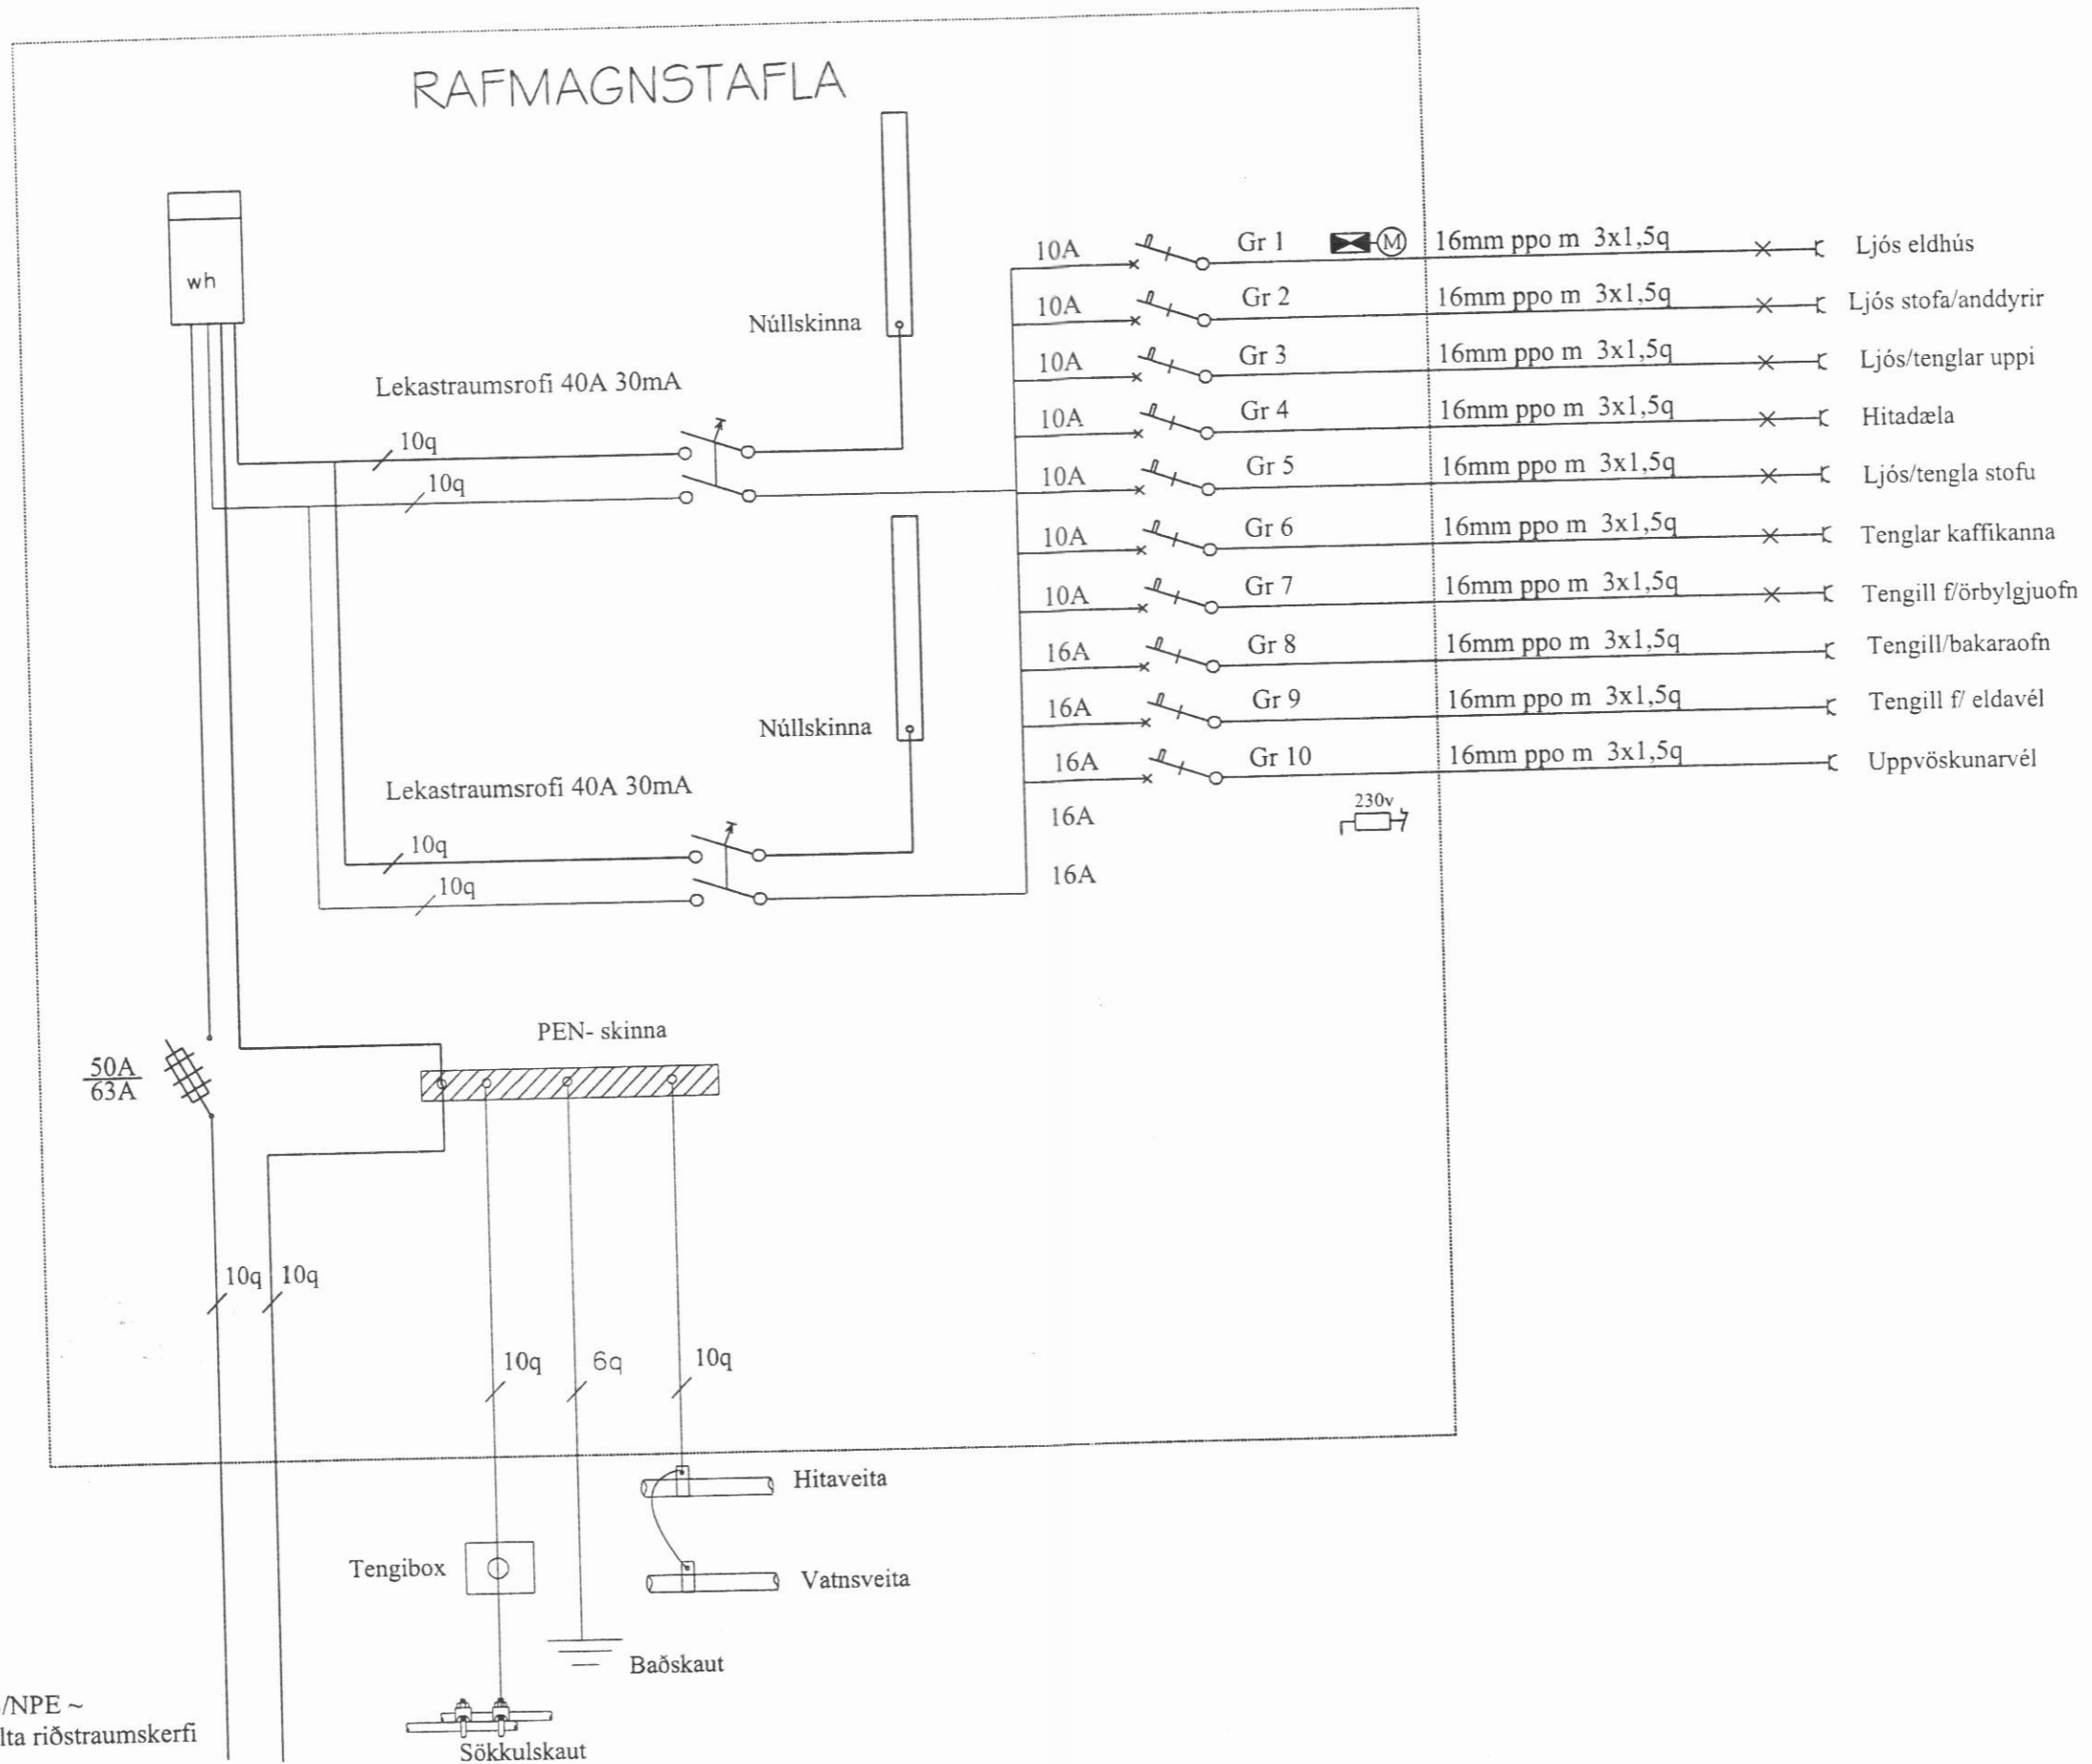 RAFMAGNSTAFLA
wh
Núllskinna
Lekastraumsrofi 40A 30mA
10q
10q
10A Gr 1 M 16mm ppo m 3x1,5q Ljós eldhús
10A Gr 2 16mm ppo m 3x1,5q Ljós stofa/anddyrir
10A Gr 3 16mm ppo m 3x1,5q Ljós/tenglar uppi
10A Gr 4 16mm ppo m 3x1,5q Hitadæla
10A Gr 5 16mm ppo m 3x1,5q Ljós/tengla stofu
10A Gr 6 16mm ppo m 3x1,5q Tenglar kaffikanna
10A Gr 7 16mm ppo m 3x1,5q Tengill f/örbylgjuofn
16A Gr 8 16mm ppo m 3x1,5q Tengill/bakaraofn
16A Gr 9 16mm ppo m 3x1,5q Tengill f/ eldavél
16A Gr 10 16mm ppo m 3x1,5q Uppvöskunarvél
16A 230v
16A
Núllskinna
Lekastraumsrofi 40A 30mA
10q
10q
PEN- skinna
50A
63A
10q 10q
10q 6q 10q
Hitaveita
Tengibox
Vatnsveita
Baðskaut
Sökkulskaut
/NPE ~
lta riðstraumskerfi